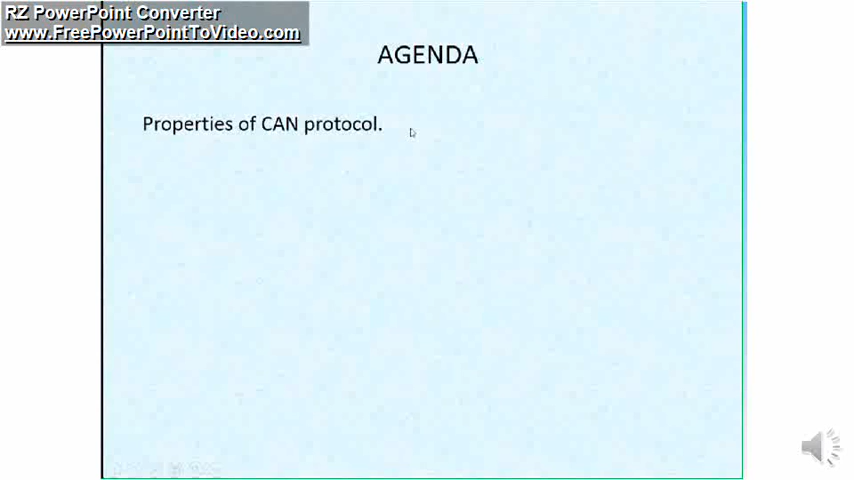 RZ PowerPoint Converter
www.FreePowerPointToVideo.com
AGENDA
Properties of CAN protocol.